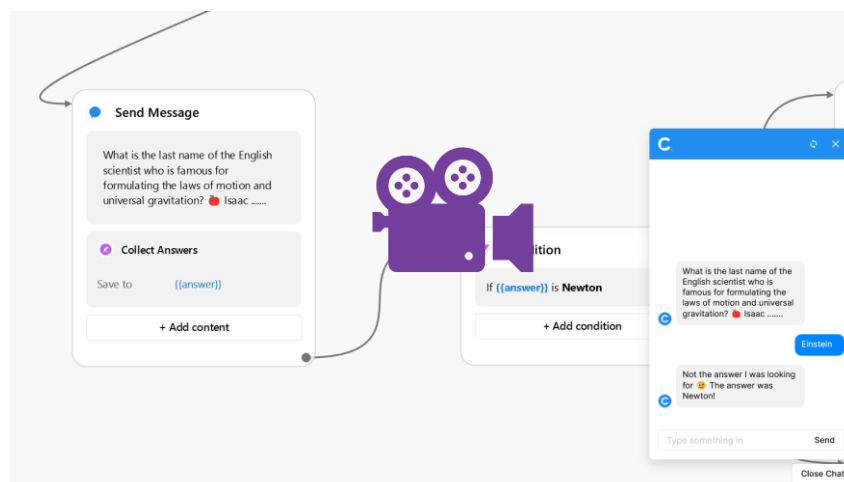 Send Message
What is the last name of the English
scientist who is famous for
formulating the laws of motion and
universal gravitation? 🍎 Isaac ......
Collect Answers
Save to {{answer}}
+ Add content
If {{answer}} is Newton
+ Add condition
C
What is the last name of the
English scientist who is
famous for formulating the
laws of motion and universal
gravitation? 🍎 Isaac .......
Einstein
C
Not the answer I was looking
for 😉 The answer was
Newton!
C
Type something in
Send
Close Chat